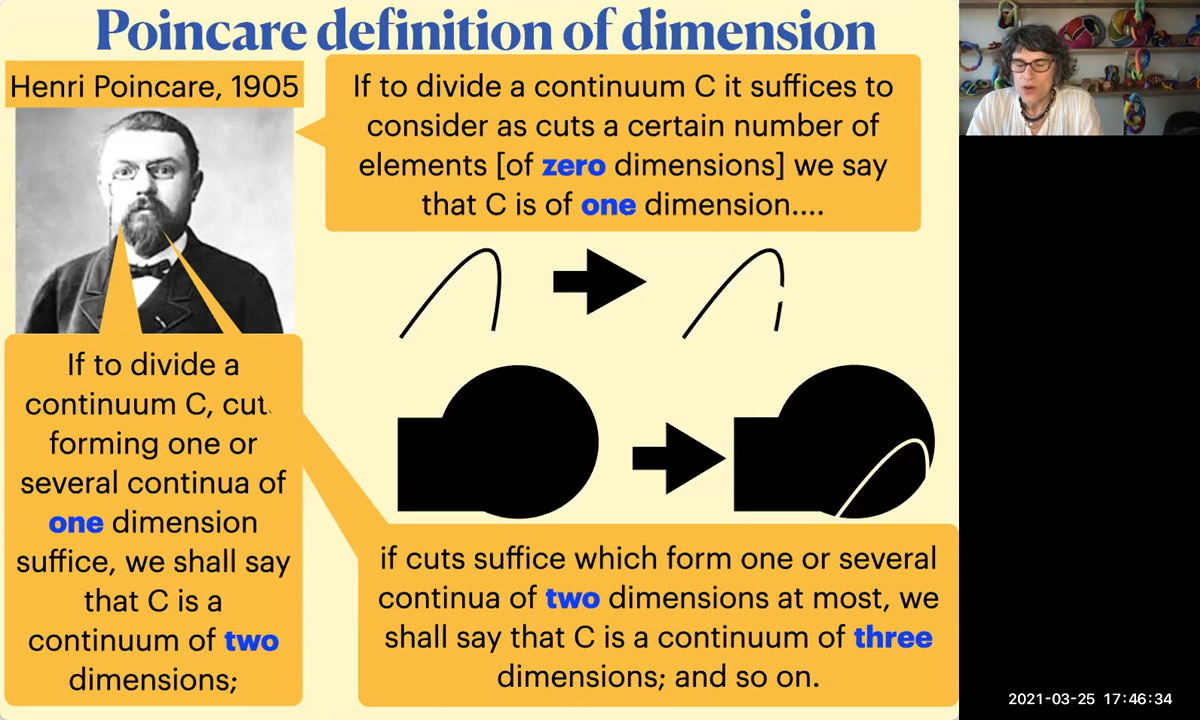 Poincare definition of dimension
Henri Poincare, 1905
If to divide a continuum C it suffices to
consider as cuts a certain number of
elements [of zero dimensions] we say
that C is of one dimension....
If to divide a
continuum C, cut
forming one or
several continua of
one dimension
suffice, we shall say
that C is a
continuum of two
dimensions;
if cuts suffice which form one or several
continua of two dimensions at most, we
shall say that C is a continuum of three
dimensions; and so on.
2021-03-25 17:46:34